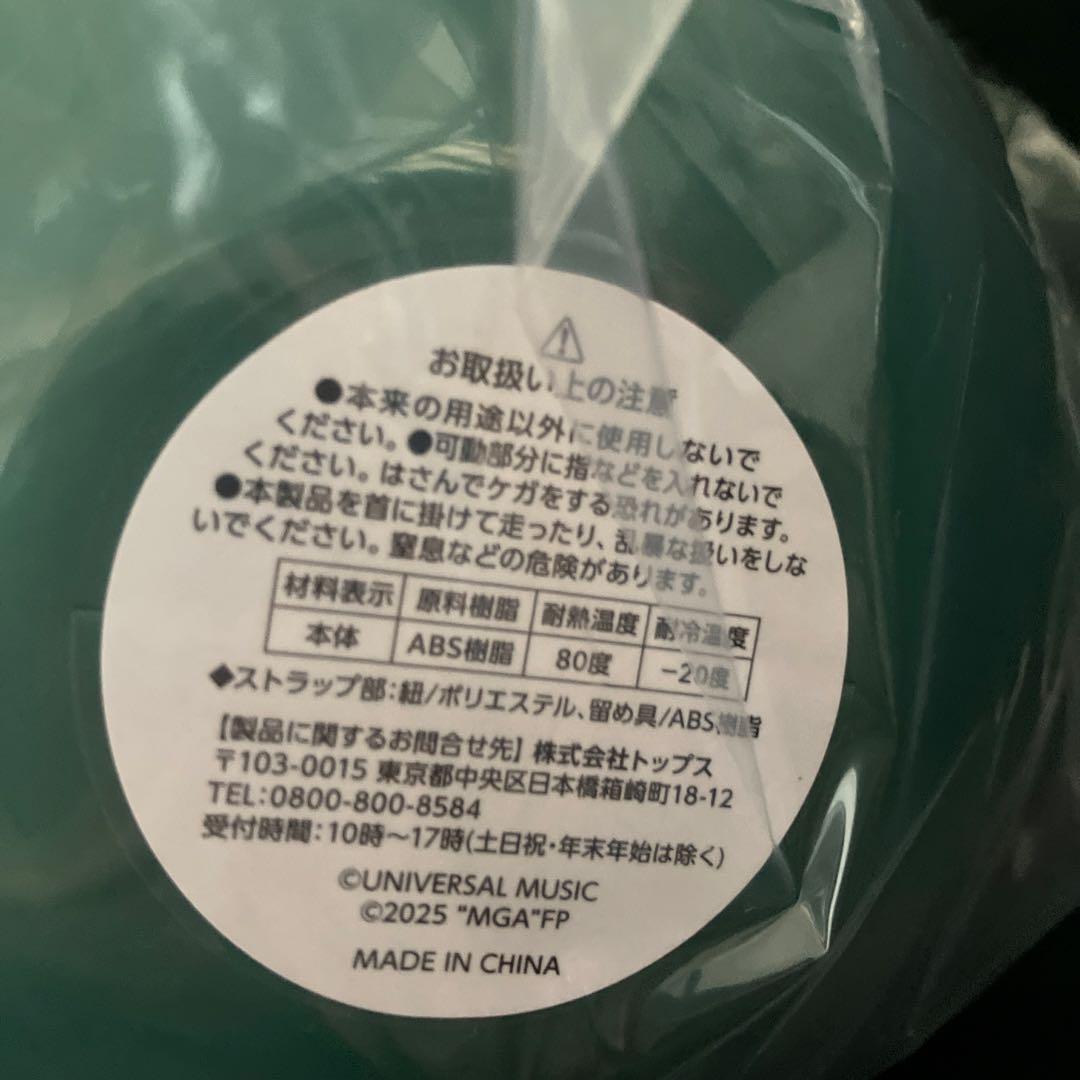 お取扱い上の注意
●本来の用途以外に使用しないで
ください。●可動部分に指などを入れないで
ください。はさんでケガをする恐れがあります。
●本製品を首に掛けて走ったり、乱暴な扱いをしな
いでください。窒息などの危険があります。
材料表示 原料樹脂 耐熱温度 耐冷温度
本体 ABS樹脂 80度 −20度
◆ストラップ部:紐/ポリエステル、留め具/ABS樹脂
【製品に関するお問合せ先】株式会社トップス
〒103-0015 東京都中央区日本橋箱崎町18-12
TEL:0800-800-8584
受付時間:10時～17時(土日祝・年末年始は除く)
©UNIVERSAL MUSIC
©2025 "MGA"FP
MADE IN CHINA